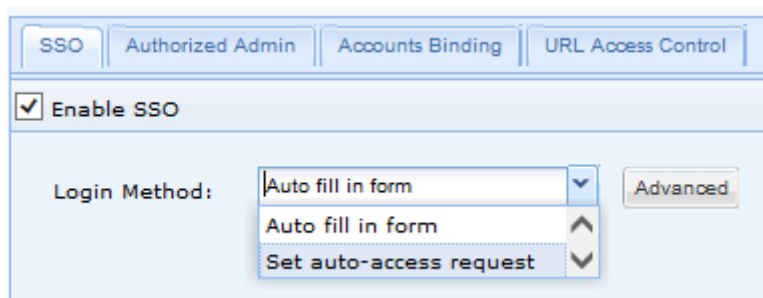 SSO Authorized Admin Accounts Binding URL Access Control
Enable SSO
Login Method: Auto fill in form Advanced
Auto fill in form
Set auto-access request